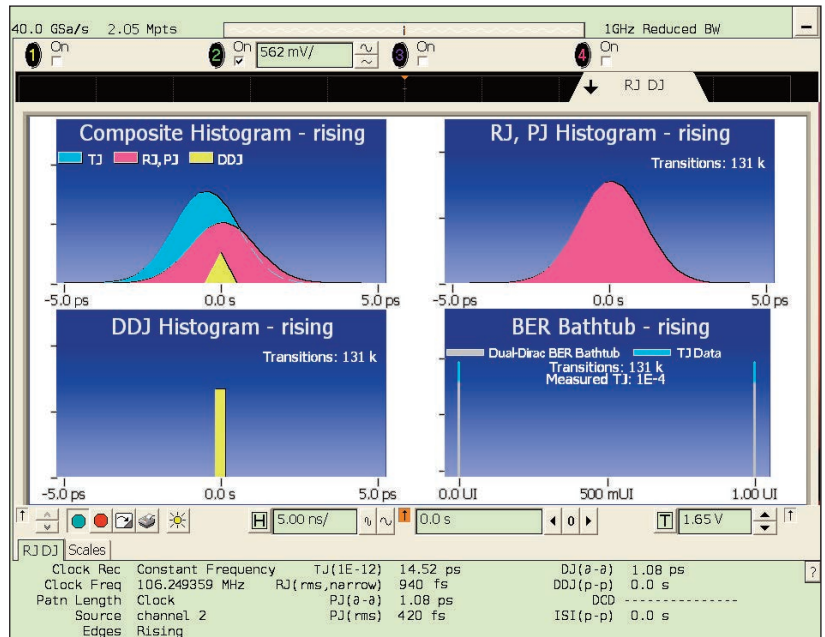 40.0 GSa/s 2.05 Mpts 1GHz Reduced BW
1 On 2 On 562 mV/ 3 On 4 On
RJ DJ
Composite Histogram - rising
TJ RJ,PJ DDJ
-5.0 ps 0.0 s 5.0 ps
RJ, PJ Histogram - rising
Transitions: 131 k
-5.0 ps 0.0 s 5.0 ps
DDJ Histogram - rising
Transitions: 131 k
-5.0 ps 0.0 s 5.0 ps
BER Bathtub - rising
Dual-Dirac BER Bathtub TJ Data
Transitions: 131 k
Measured TJ: 1E-4
0.0 UI 500 mUI 1.00 UI
H 5.00 ns/ 0.0 s 0 T 1.65 V
RJDJ Scales
Clock Rec Constant Frequency TJ(1E-12) 14.52 ps DJ(∂-∂) 1.08 ps
Clock Freq 106.249359 MHz RJ(rms,narrow) 940 fs DDJ(p-p) 0.0 s
Patn Length Clock PJ(∂-∂) 1.08 ps DCD --------------
Source channel 2 PJ(rms) 420 fs ISI(p-p) 0.0 s
Edges Rising
?